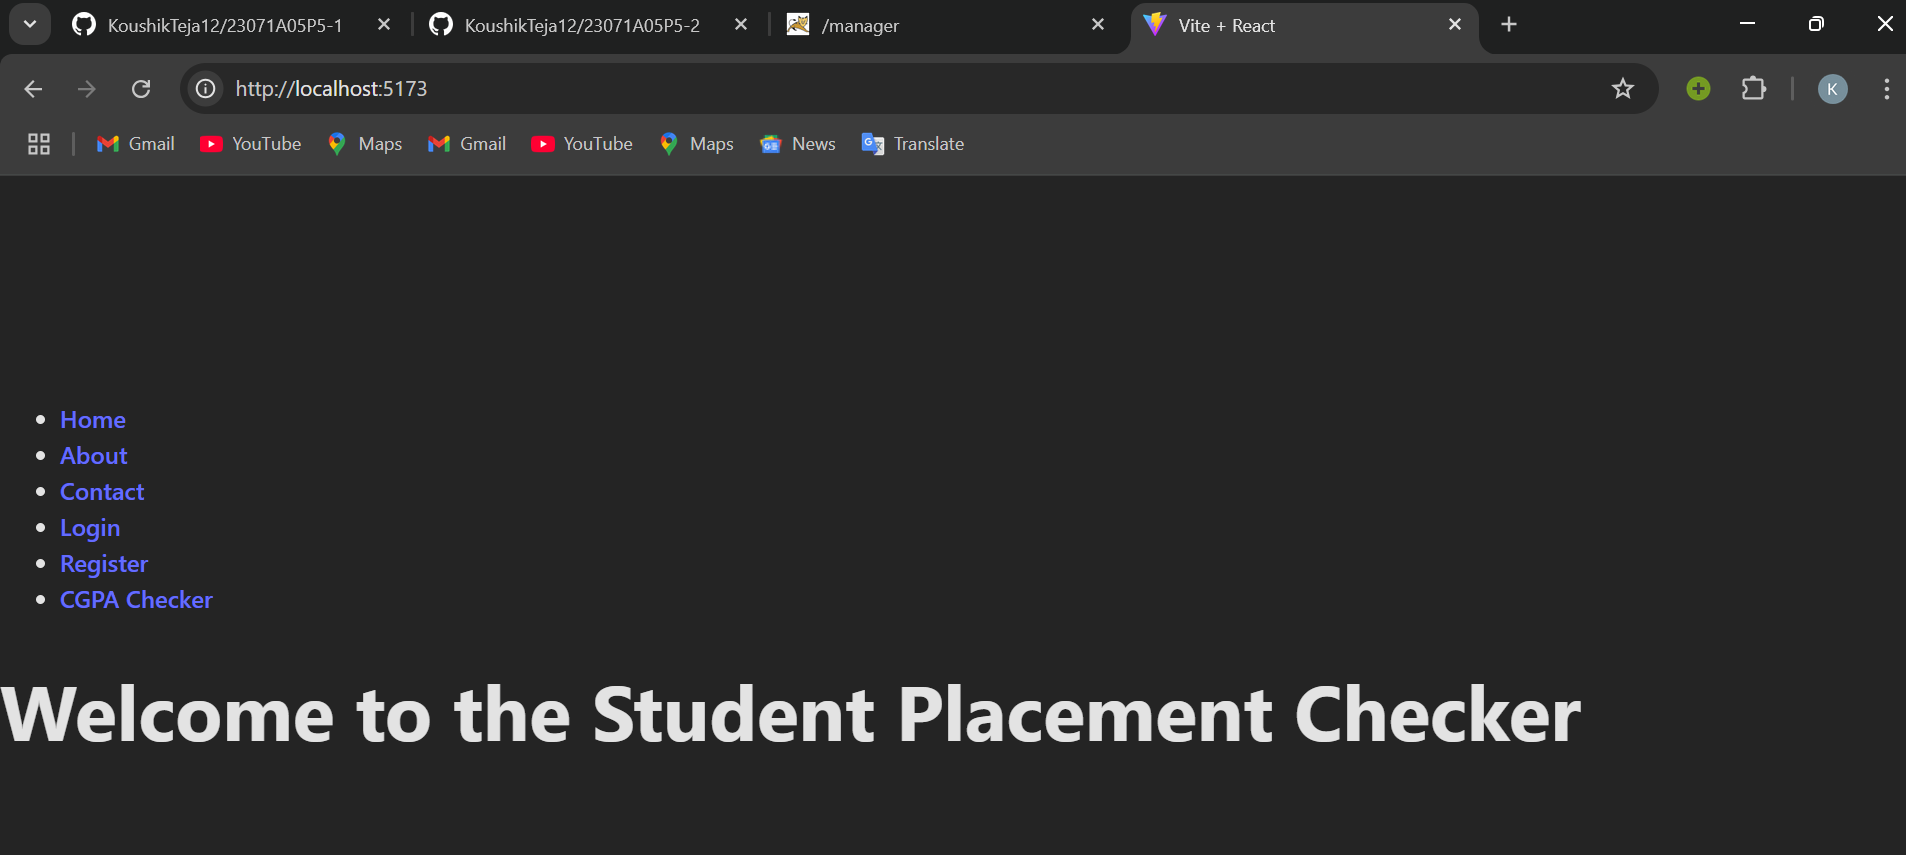 KoushikTeja12/23071A05P5-1
KoushikTeja12/23071A05P5-2
/manager
Vite + React
http://localhost:5173
K
Gmail
YouTube
Maps
Gmail
YouTube
Maps
News
Translate
Home
About
Contact
Login
Register
CGPA Checker
Welcome to the Student Placement Checker